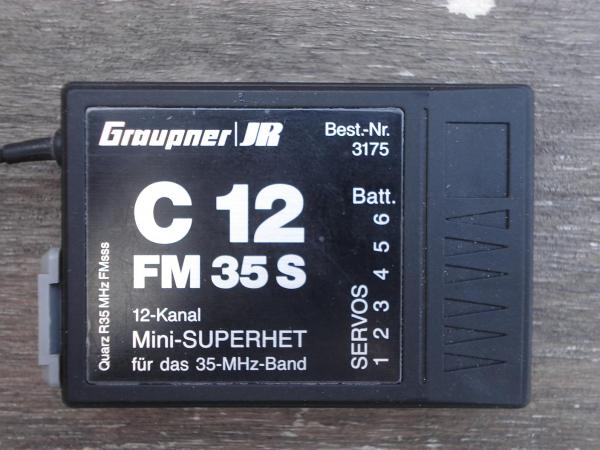 Graupner|JR
Best.-Nr.
3175
C 12
FM 35 S
12-Kanal
Mini-SUPERHET
für das 35-MHz-Band
Quarz R35 MHz FMsss
Batt.
SERVOS
1 2 3 4 5 6